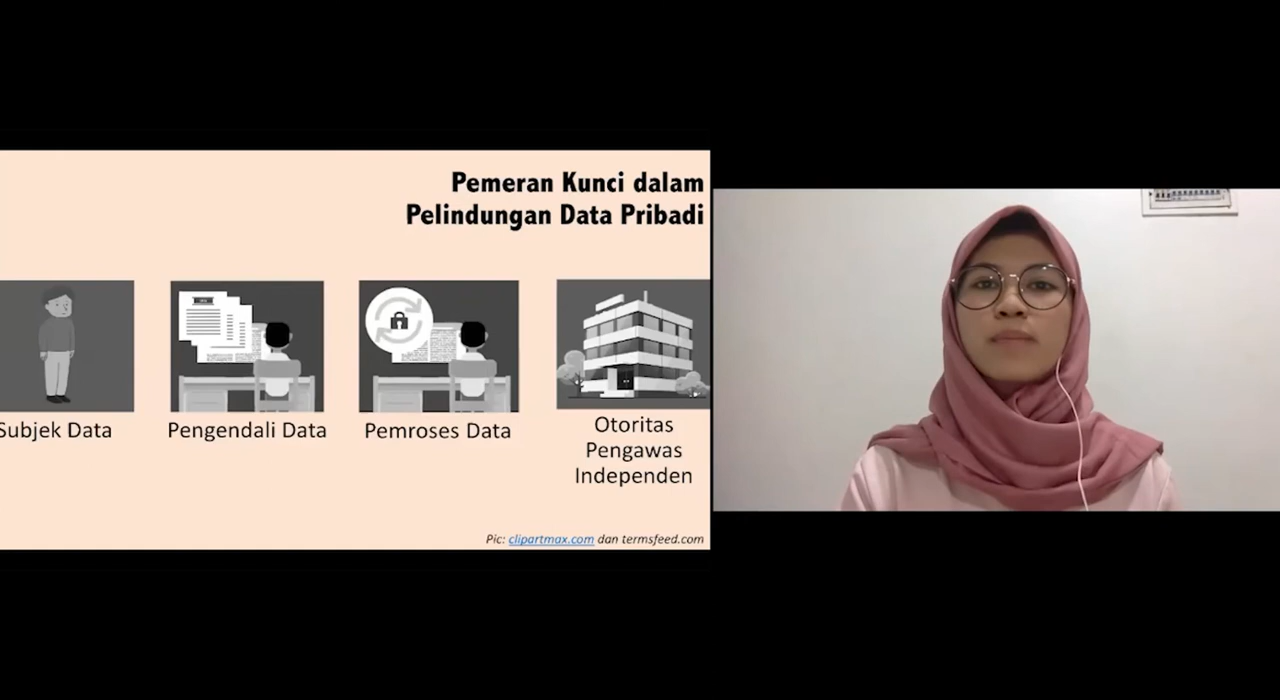 Pemeran Kunci dalam
Pelindungan Data Pribadi
Subjek Data
Pengendali Data
Pemroses Data
Otoritas
Pengawas
Independen
Pic: clipartmax.com dan termsfeed.com